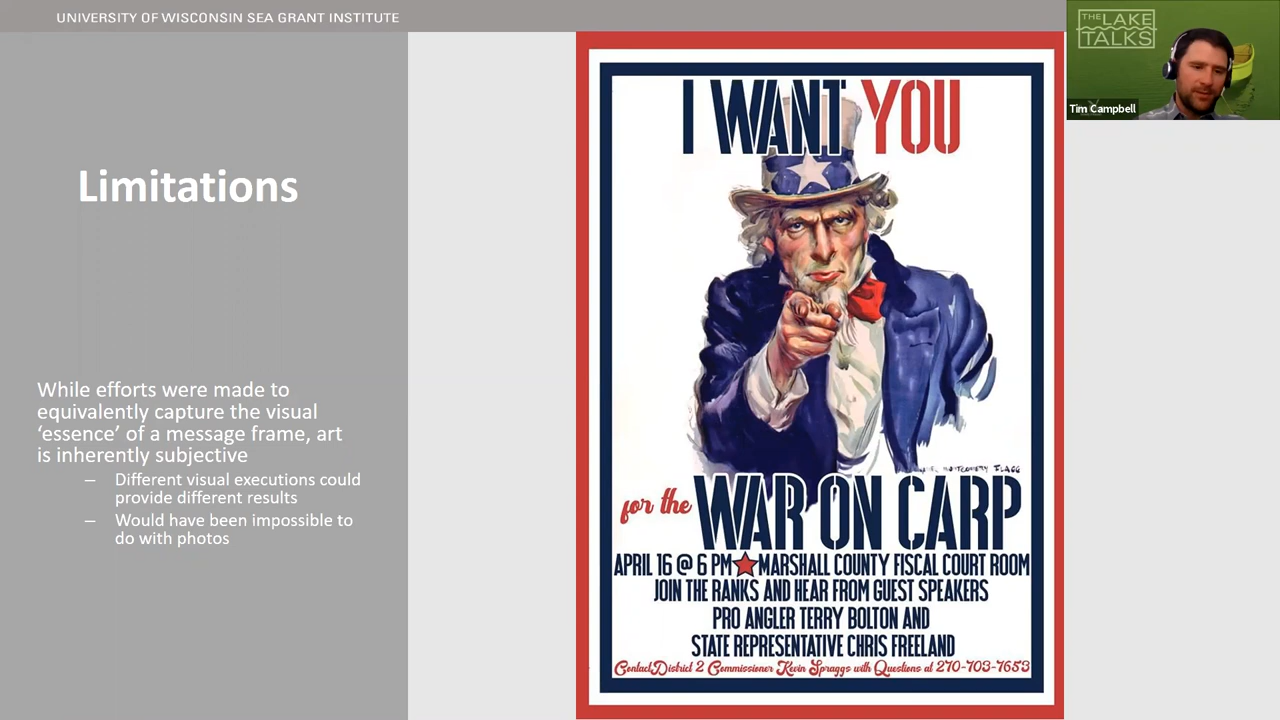 UNIVERSITY OF WISCONSIN SEA GRANT INSTITUTE
Limitations
While efforts were made to
equivalently capture the visual
‘essence’ of a message frame, art
is inherently subjective
– Different visual executions could
provide different results
– Would have been impossible to
do with photos
I WANT YOU
MONTGOMERY FLAGG
for the WAR ON CARP
APRIL 16 @ 6 PM★MARSHALL COUNTY FISCAL COURT ROOM
JOIN THE RANKS AND HEAR FROM GUEST SPEAKERS
PRO ANGLER TERRY BOLTON AND
STATE REPRESENTATIVE CHRIS FREELAND
Contact District 2 Commissioner Kevin Spraggs with Questions at 270-703-7653
THE LAKE
TALKS
Tim Campbell